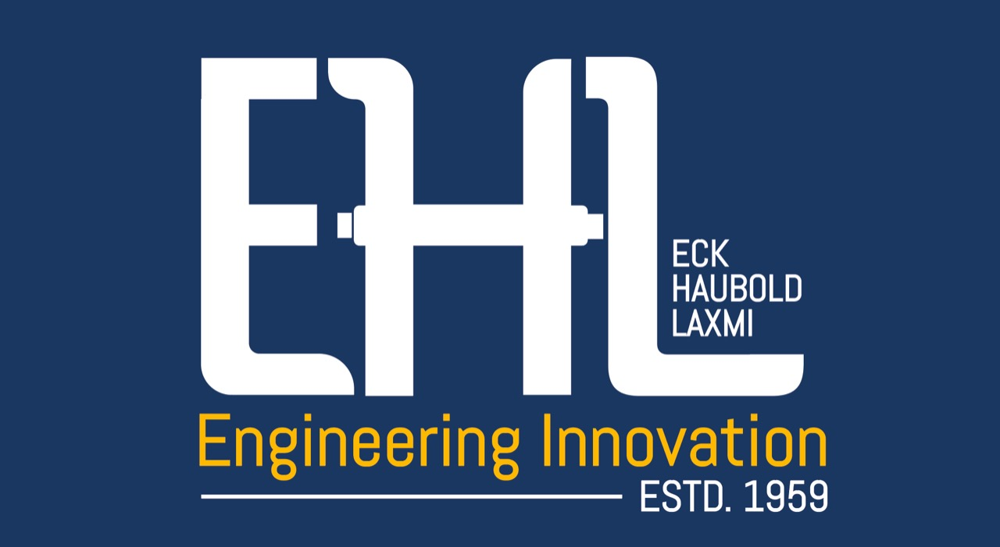 EHL
ECK
HAUBOLD
LAXMI
Engineering Innovation
ESTD. 1959